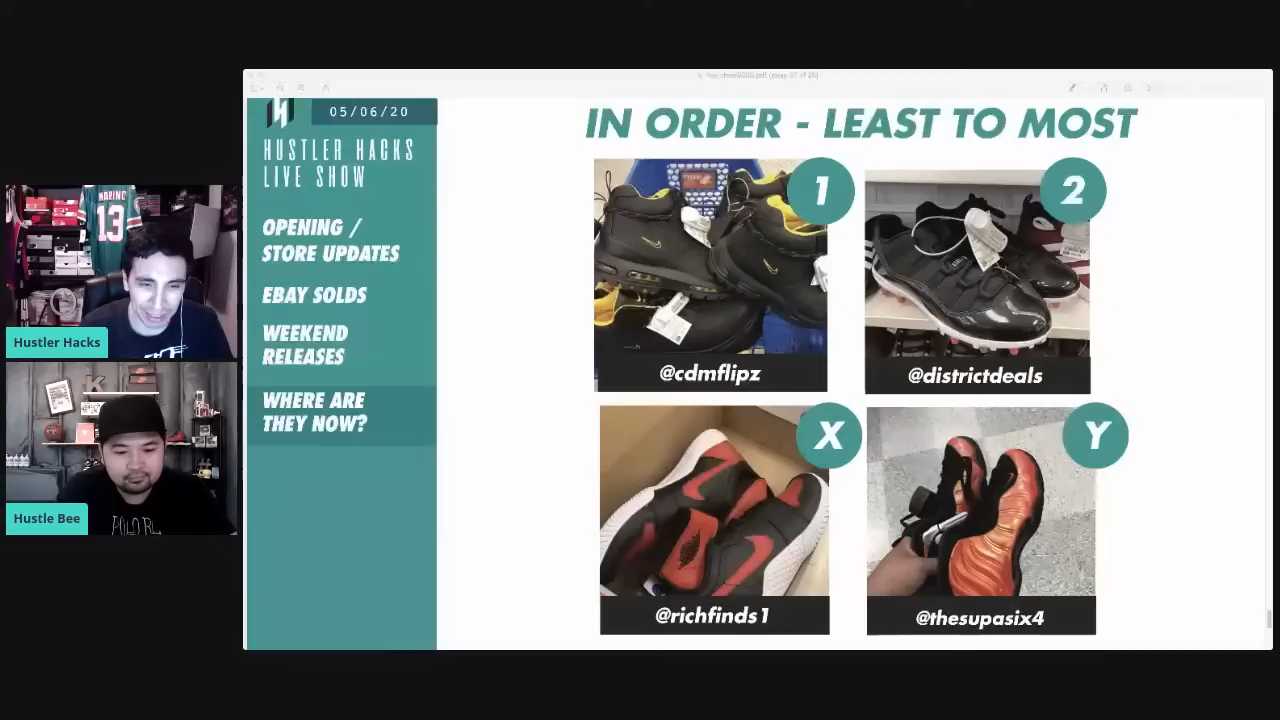 05/06/20
HUSTLER HACKS
LIVE SHOW
OPENING /
STORE UPDATES
EBAY SOLDS
WEEKEND
RELEASES
WHERE ARE
THEY NOW?
IN ORDER - LEAST TO MOST
1
@cdmflipz
2
@districtdeals
X
@richfinds1
Y
@thesupasix4
MARINO
13
Hustler Hacks
K
Hustle Bee